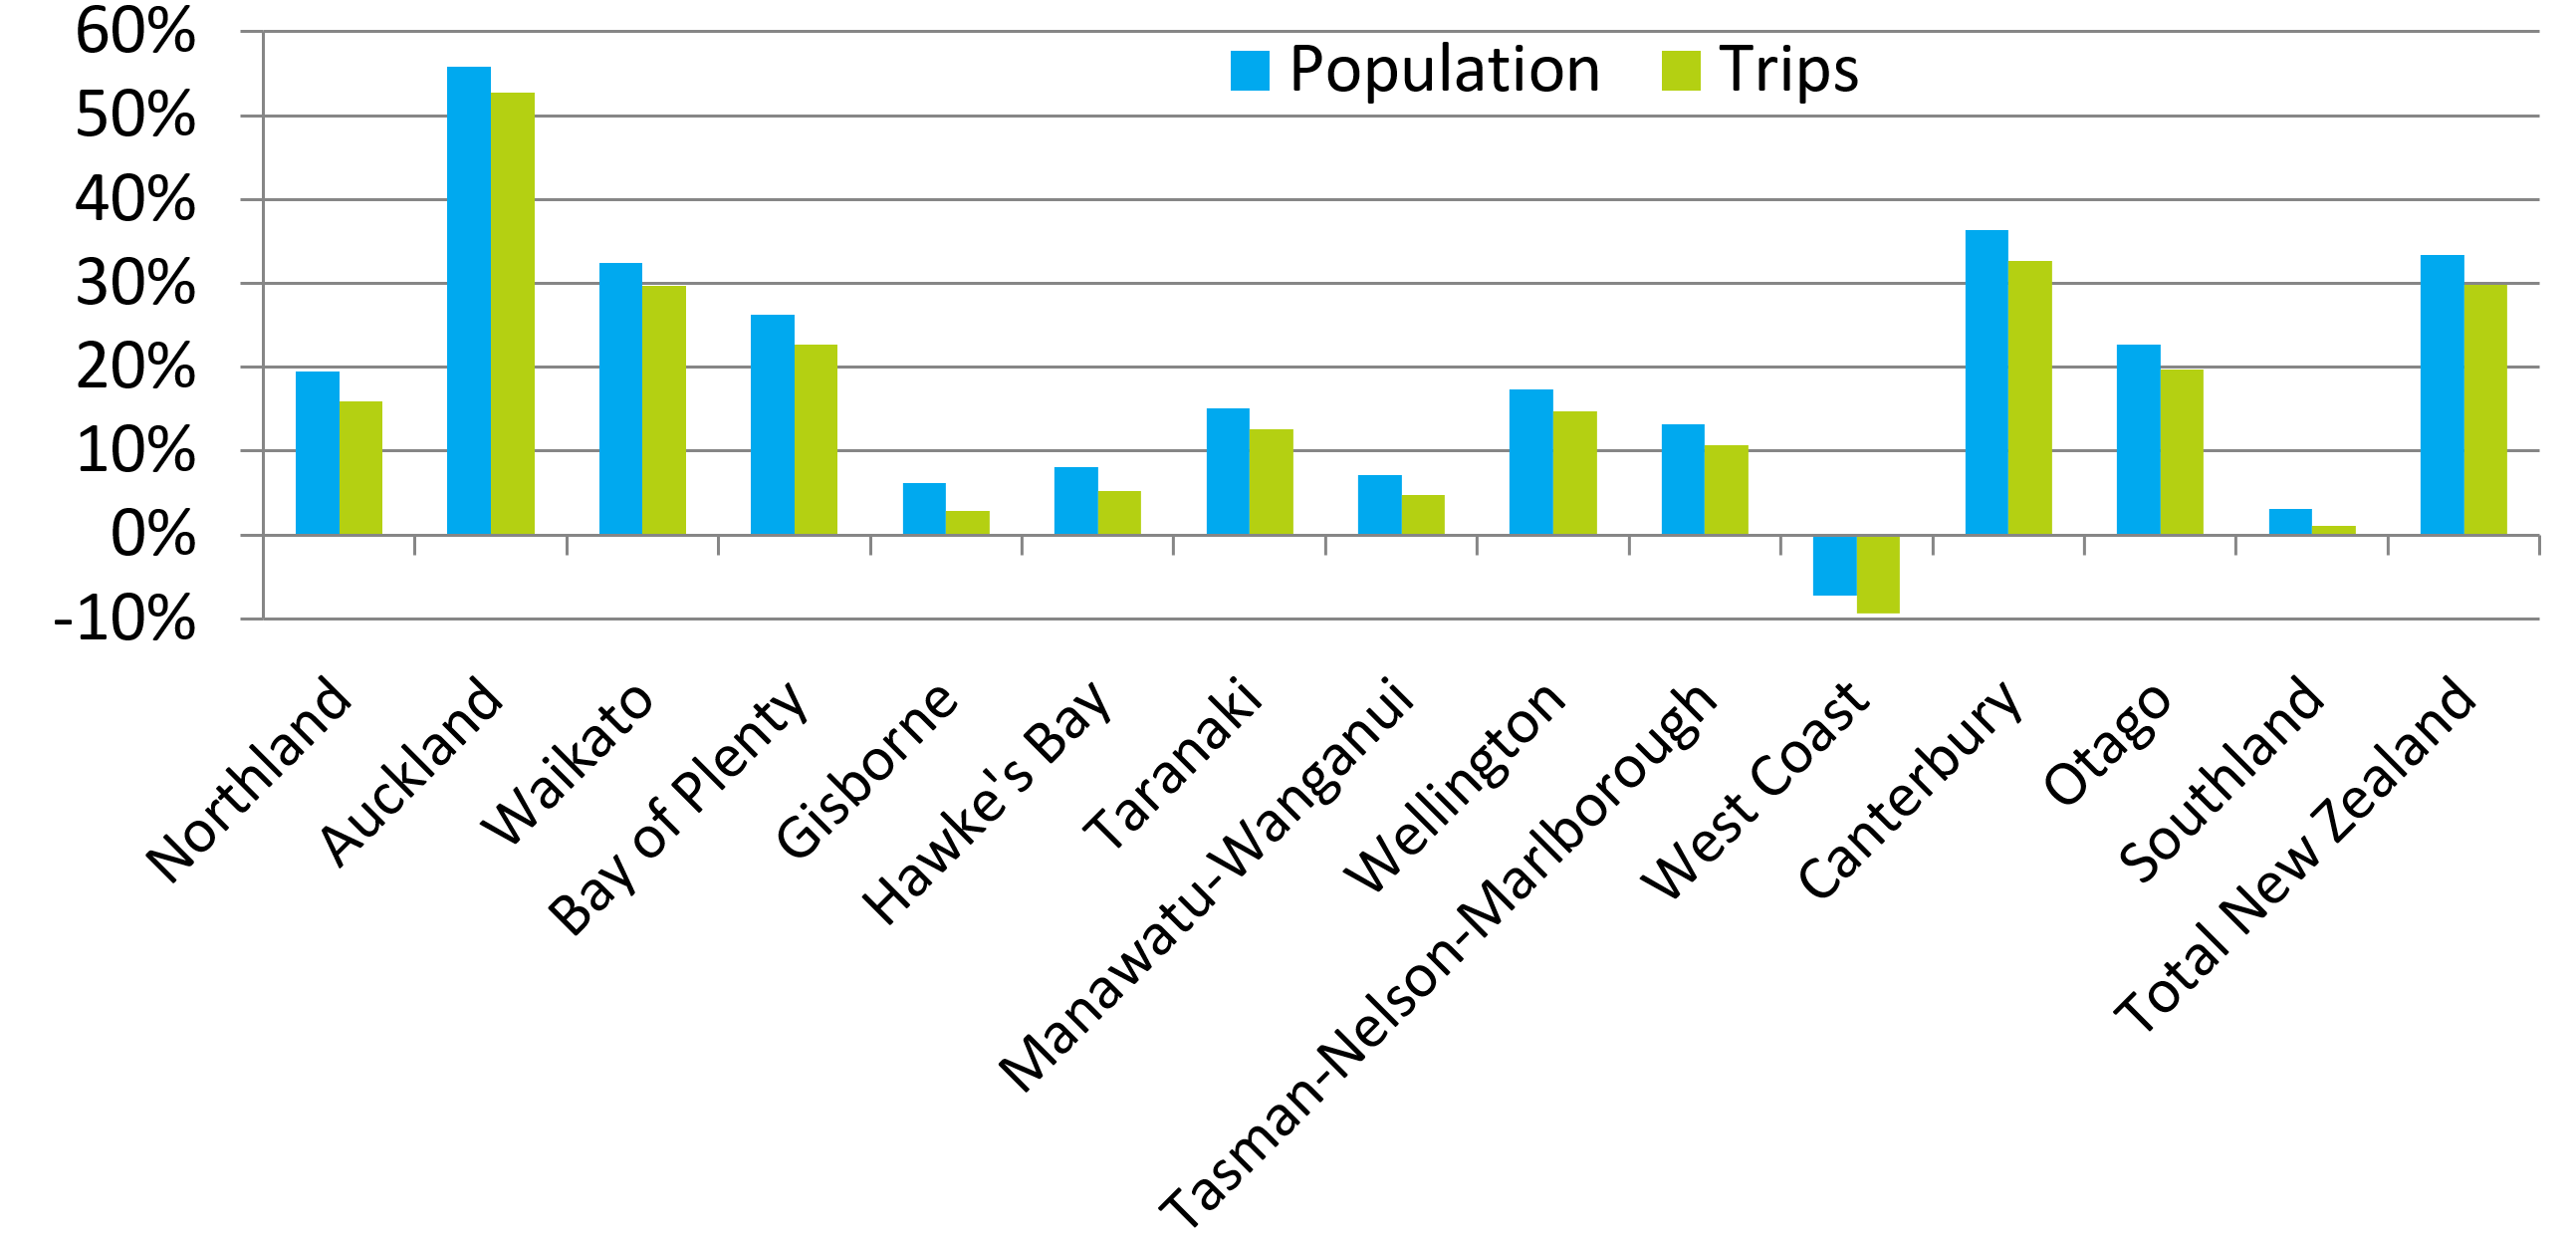 60%
50%
40%
30%
20%
10%
0%
-10%
Population
Trips
Northland
Auckland
Waikato
Bay of Plenty
Gisborne
Hawke's Bay
Taranaki
Manawatu-Wanganui
Wellington
Tasman-Nelson-Marlborough
West Coast
Canterbury
Otago
Southland
Total New Zealand